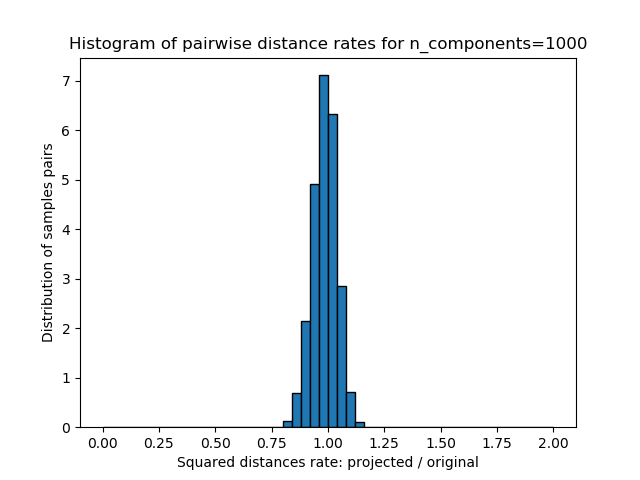 Histogram of pairwise distance rates for n_components=1000
Distribution of samples pairs
7
6
5
4
3
2
1
0
0.00 0.25 0.50 0.75 1.00 1.25 1.50 1.75 2.00
Squared distances rate: projected / original